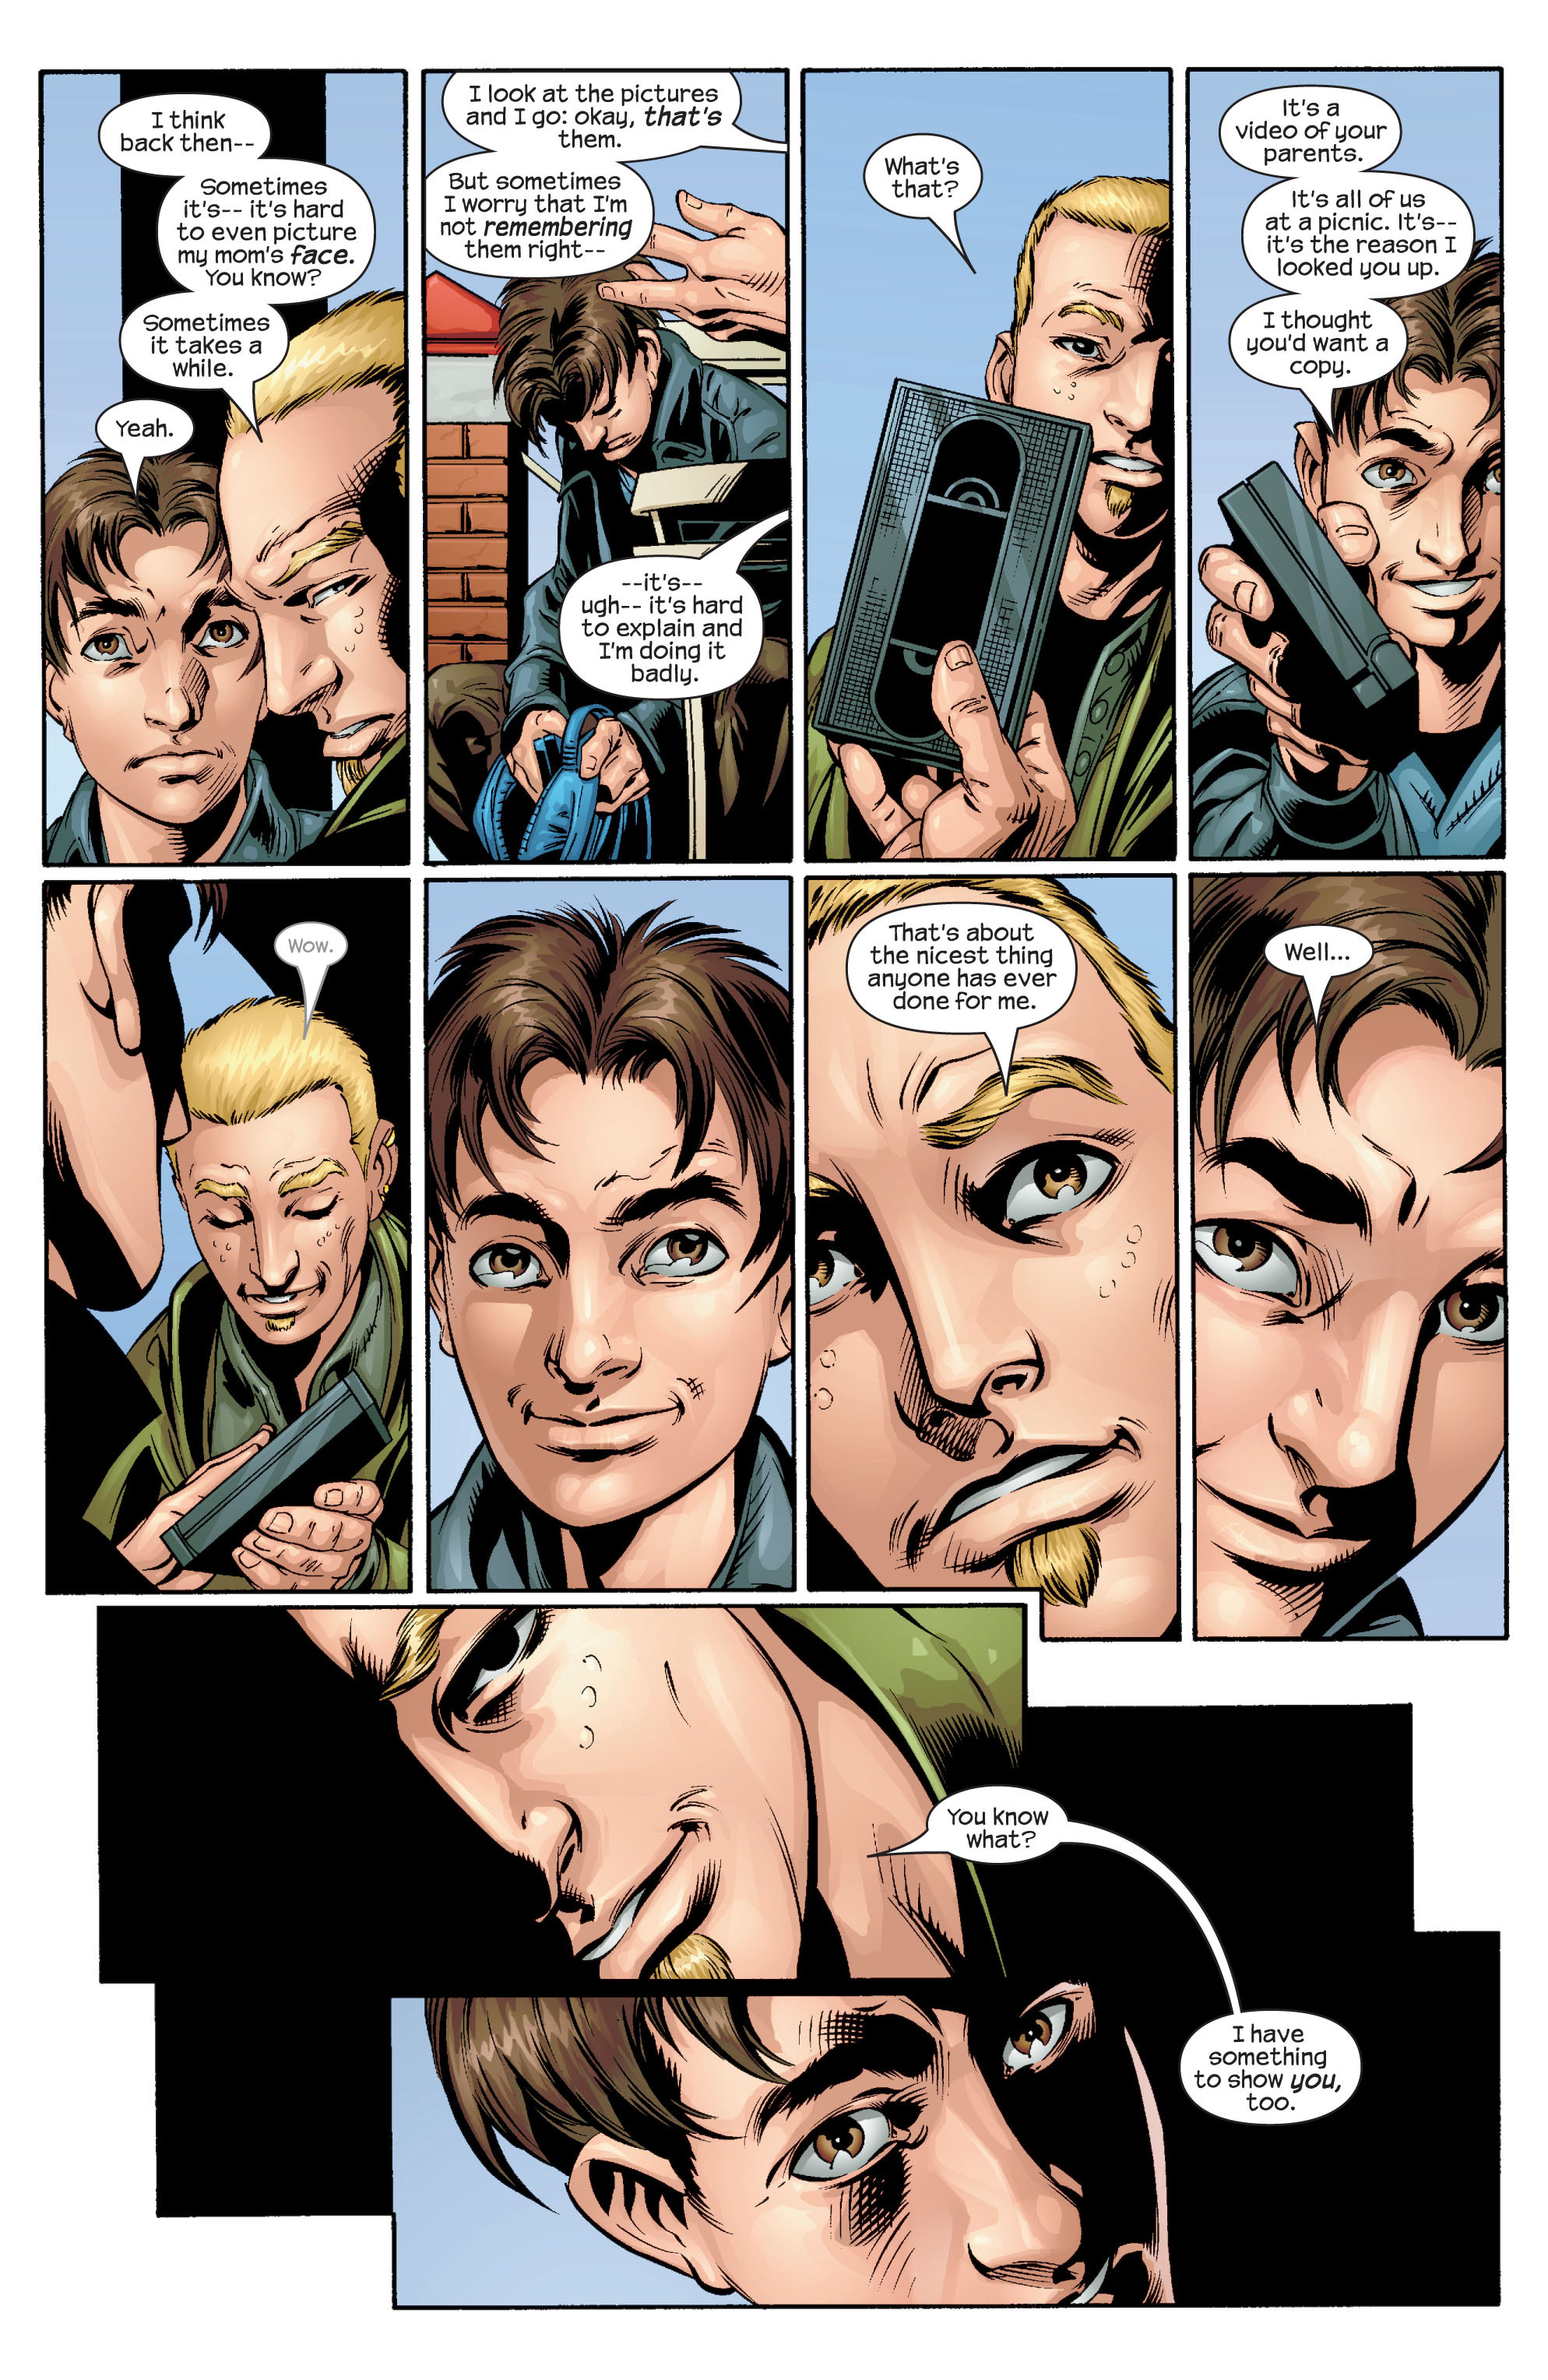 I think
back then--
Sometimes
it's-- it's hard
to even picture
my mom's face.
You know?
Sometimes
it takes a
while.
Yeah.
I look at the pictures
and I go: okay, that's
them.
But sometimes
I worry that I'm
not remembering
them right--
--it's--
ugh-- it's hard
to explain and
I'm doing it
badly.
What's
that?
It's a
video of your
parents.
It's all of us
at a picnic. It's--
it's the reason I
looked you up.
I thought
you'd want a
copy.
Wow.
That's about
the nicest thing
anyone has ever
done for me.
Well...
You know
what?
I have
something
to show you,
too.